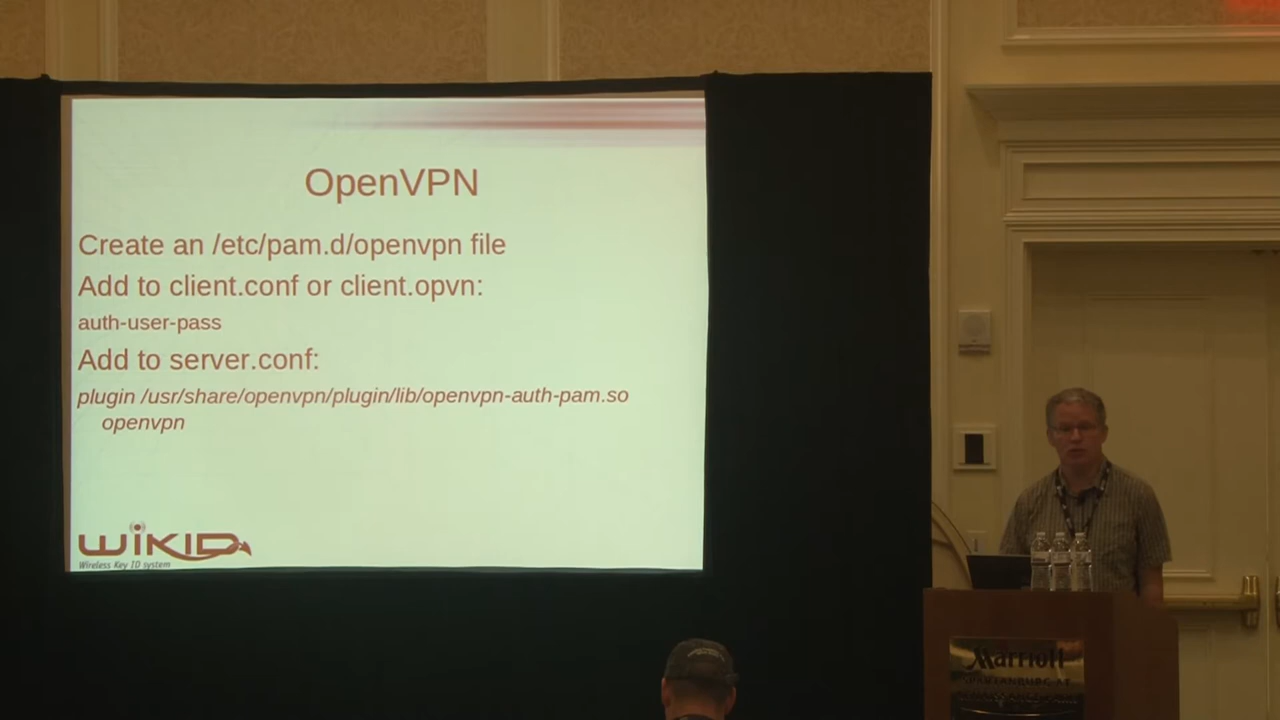 OpenVPN
Create an /etc/pam.d/openvpn file
Add to client.conf or client.opvn:
auth-user-pass
Add to server.conf:
plugin /usr/share/openvpn/plugin/lib/openvpn-auth-pam.so
openvpn
WiKID
Wireless Key ID system
Marriott
SPARTANBURG AT